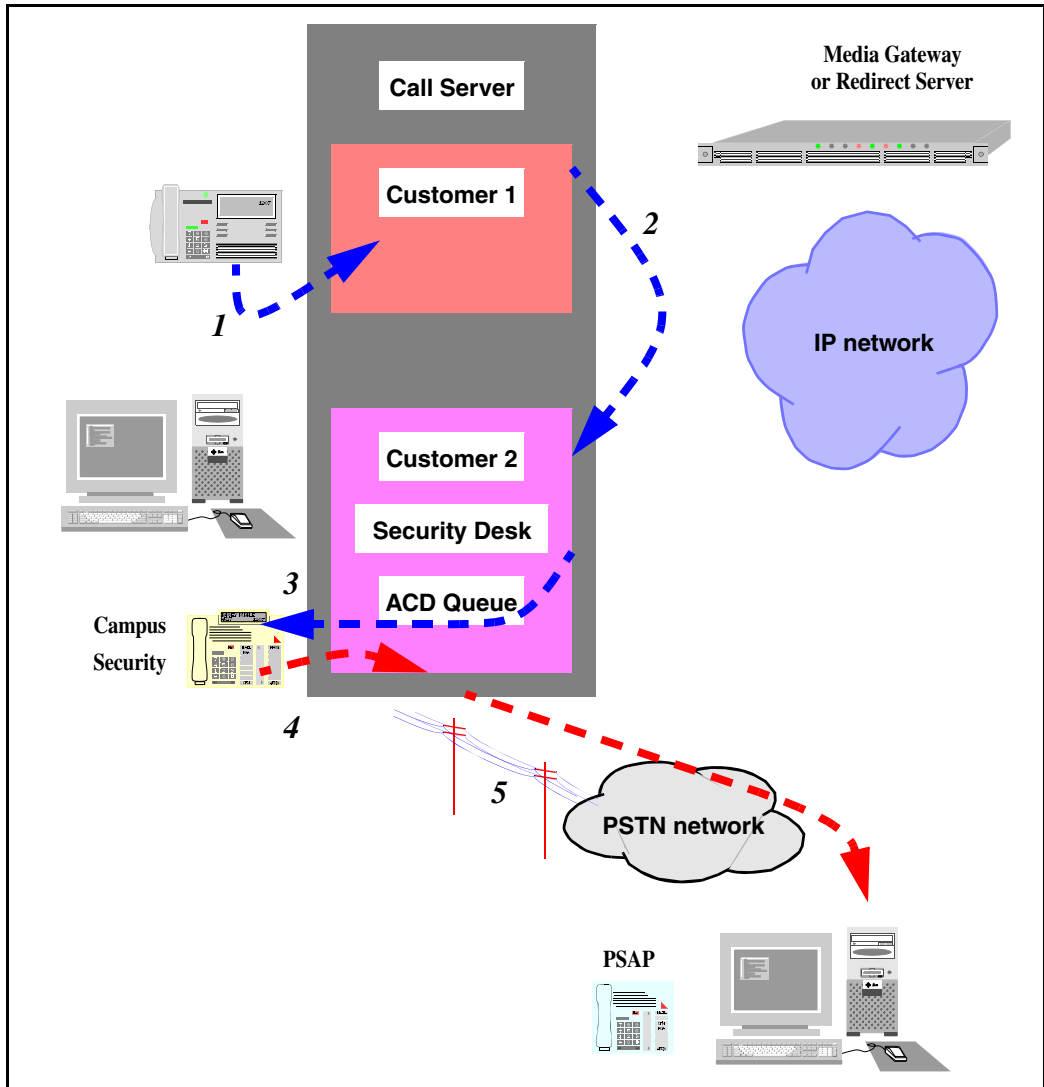 Call Server
Media Gateway
or Redirect Server
Customer 1
2
1
IP network
Customer 2
Security Desk
3
ACD Queue
Campus
Security
4
5
PSTN network
PSAP